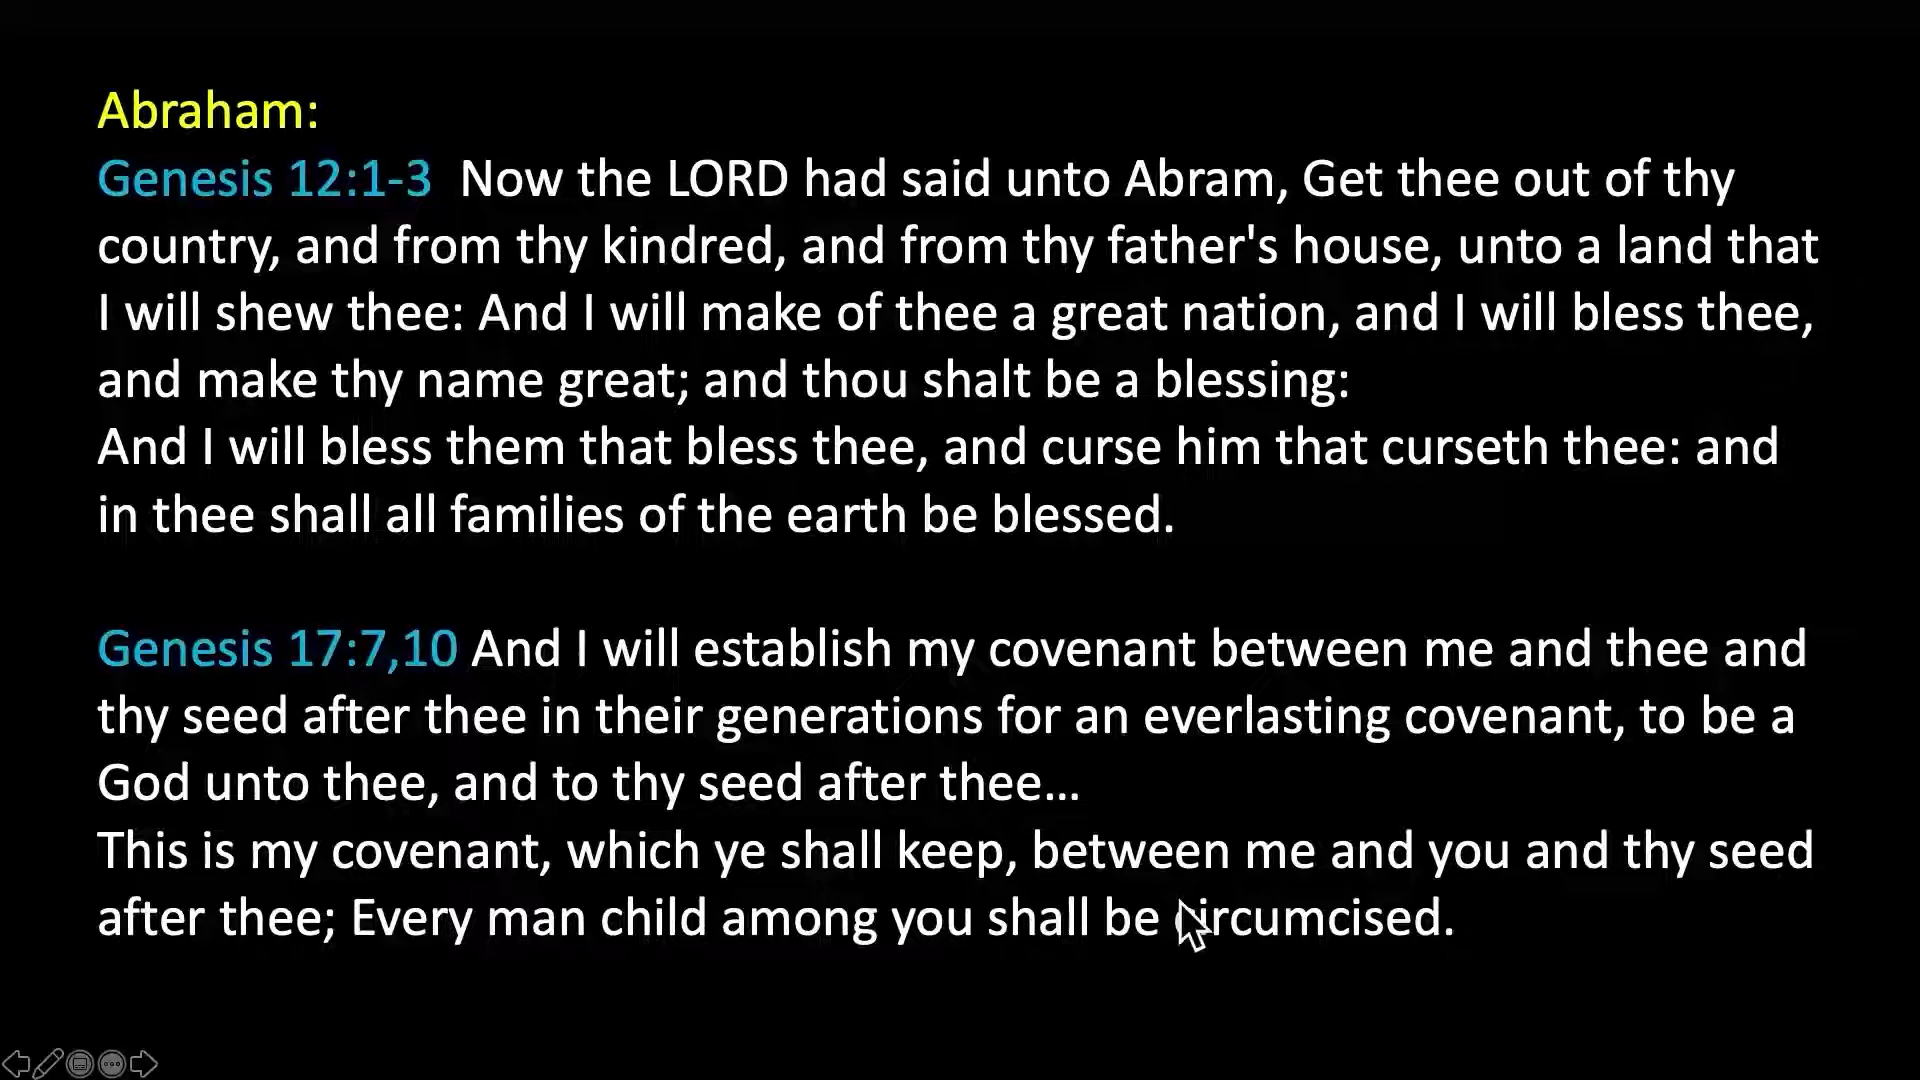 Abraham:
Genesis 12:1-3 Now the LORD had said unto Abram, Get thee out of thy
country, and from thy kindred, and from thy father's house, unto a land that
I will shew thee: And I will make of thee a great nation, and I will bless thee,
and make thy name great; and thou shalt be a blessing:
And I will bless them that bless thee, and curse him that curseth thee: and
in thee shall all families of the earth be blessed.
Genesis 17:7,10 And I will establish my covenant between me and thee and
thy seed after thee in their generations for an everlasting covenant, to be a
God unto thee, and to thy seed after thee...
This is my covenant, which ye shall keep, between me and you and thy seed
after thee; Every man child among you shall be circumcised.